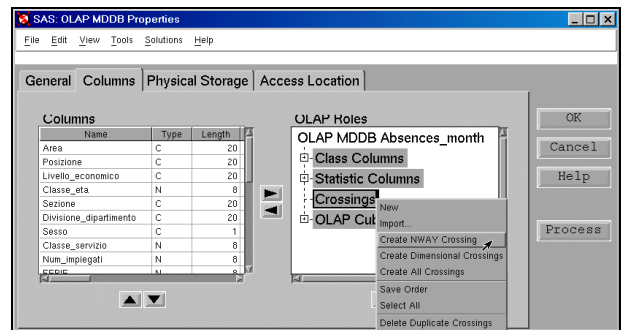 SAS: OLAP MDDB Properties
File Edit View Tools Solutions Help
General Columns Physical Storage Access Location
Columns
Name Type Length
Area C 20
Posizione C 20
Livello_economico C 20
Classe_eta N 8
Sezione C 20
Divisione_dipartimento C 20
Sesso C 1
Classe_servizio N 8
Num_impiegati N 8
N 8
OLAP Roles
OLAP MDDB Absences_month
Class Columns
Statistic Columns
Crossings
OLAP Cub
New
Import...
Create NWAY Crossing
Create Dimensional Crossings
Create All Crossings
Save Order
Select All
Delete Duplicate Crossings
OK
Cancel
Help
Process